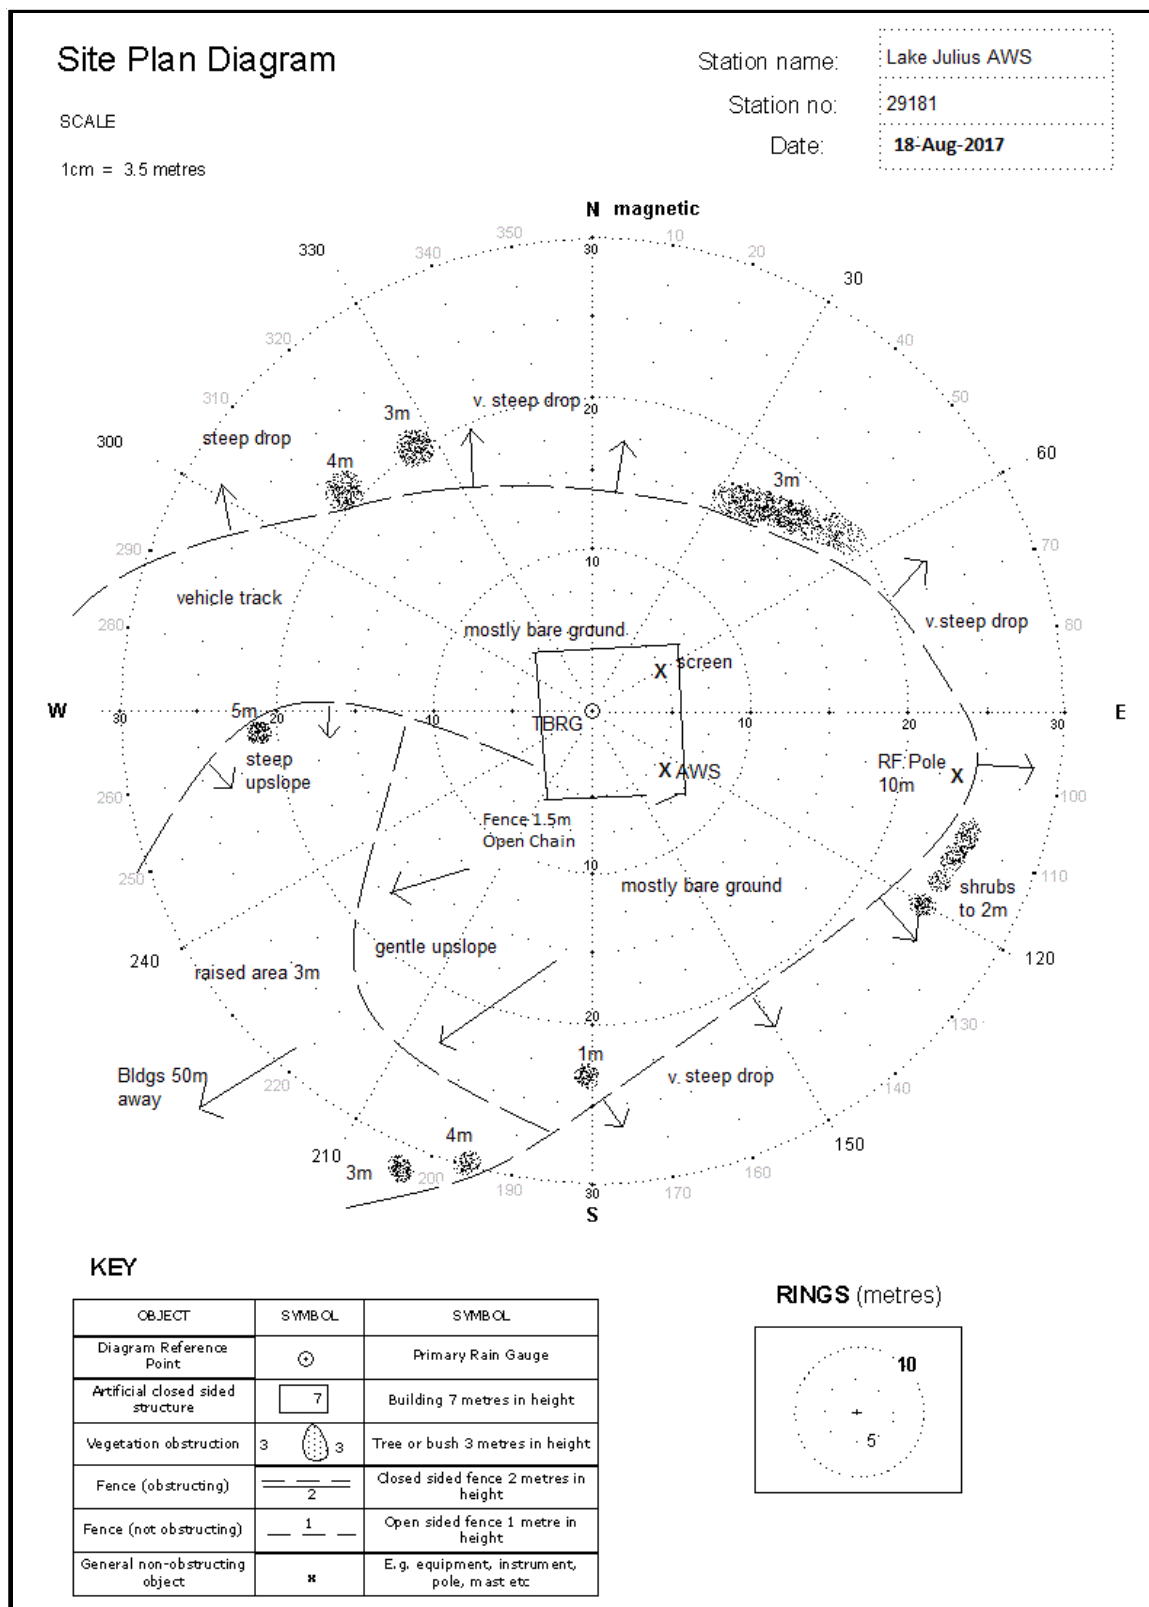 Site Plan Diagram
Station name: Lake Julius AWS
Station no: 29181
Date: 18-Aug-2017
SCALE
1cm = 3.5 metres
N magnetic
350
30
10
340
20
330
30
320
40
310
50
300
60
v. steep drop
20
3m
steep drop
4m
3m
290
70
10
vehicle track
v.steep drop
280
80
mostly bare ground
screen
W
30
5m
20
10
TBRG
10
20
30
E
steep
upslope
AWS
RF Pole
10m
260
100
Fence 1.5m
Open Chain
10
250
110
mostly bare ground
shrubs
to 2m
240
gentle upslope
120
raised area 3m
20
130
1m
Bldgs 50m
away
220
v. steep drop
140
210
4m
150
3m
200
190
30
170
160
S
KEY
RINGS (metres)
OBJECT SYMBOL SYMBOL
Diagram Reference
Point
Primary Rain Gauge
Artificial closed sided
structure
7
Building 7 metres in height
Vegetation obstruction
3 3
Tree or bush 3 metres in height
Fence (obstructing)
2
Closed sided fence 2 metres in
height
Fence (not obstructing)
1
Open sided fence 1 metre in
height
General non-obstructing
object
x
E.g. equipment, instrument,
pole, mast etc
10
5